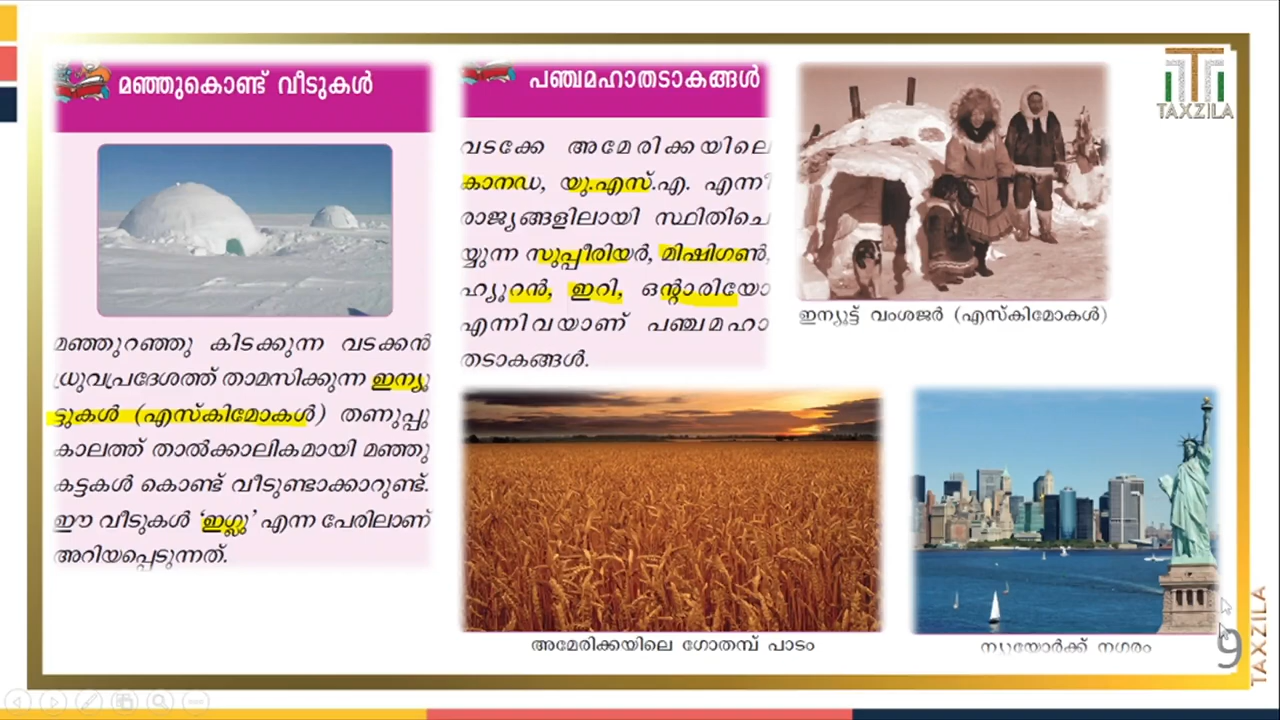 മഞ്ഞുകൊണ്ട് വീടുകൾ
മഞ്ഞുറഞ്ഞു കിടക്കുന്ന വടക്കൻ
ധ്രുവപ്രദേശത്ത് താമസിക്കുന്ന ഇന്യൂ
ട്ടുകൾ (എസ്കിമോകൾ) തണുപ്പു
കാലത്ത് താൽക്കാലികമായി മഞ്ഞു
കട്ടകൾ കൊണ്ട് വീടുണ്ടാക്കാറുണ്ട്.
ഈ വീടുകൾ 'ഇഗ്ലു' എന്ന പേരിലാണ്
അറിയപ്പെടുന്നത്.
പഞ്ചമഹാതടാകങ്ങൾ
വടക്കേ അമേരിക്കയിലെ
കാനഡ, യു.എസ്.എ. എന്നീ
രാജ്യങ്ങളിലായി സ്ഥിതിചെ
യ്യുന്ന സുപ്പീരിയർ, മിഷിഗൺ,
ഹ്യൂറൻ, ഇറി, ഒന്റാരിയോ
എന്നിവയാണ് പഞ്ചമഹാ
തടാകങ്ങൾ.
ഇന്യുട്ട് വംശജർ (എസ്കിമോകൾ)
അമേരിക്കയിലെ ഗോതമ്പ് പാടം
ന്യൂയോർക്ക് നഗരം
TAXZILA
TAXZILA
9